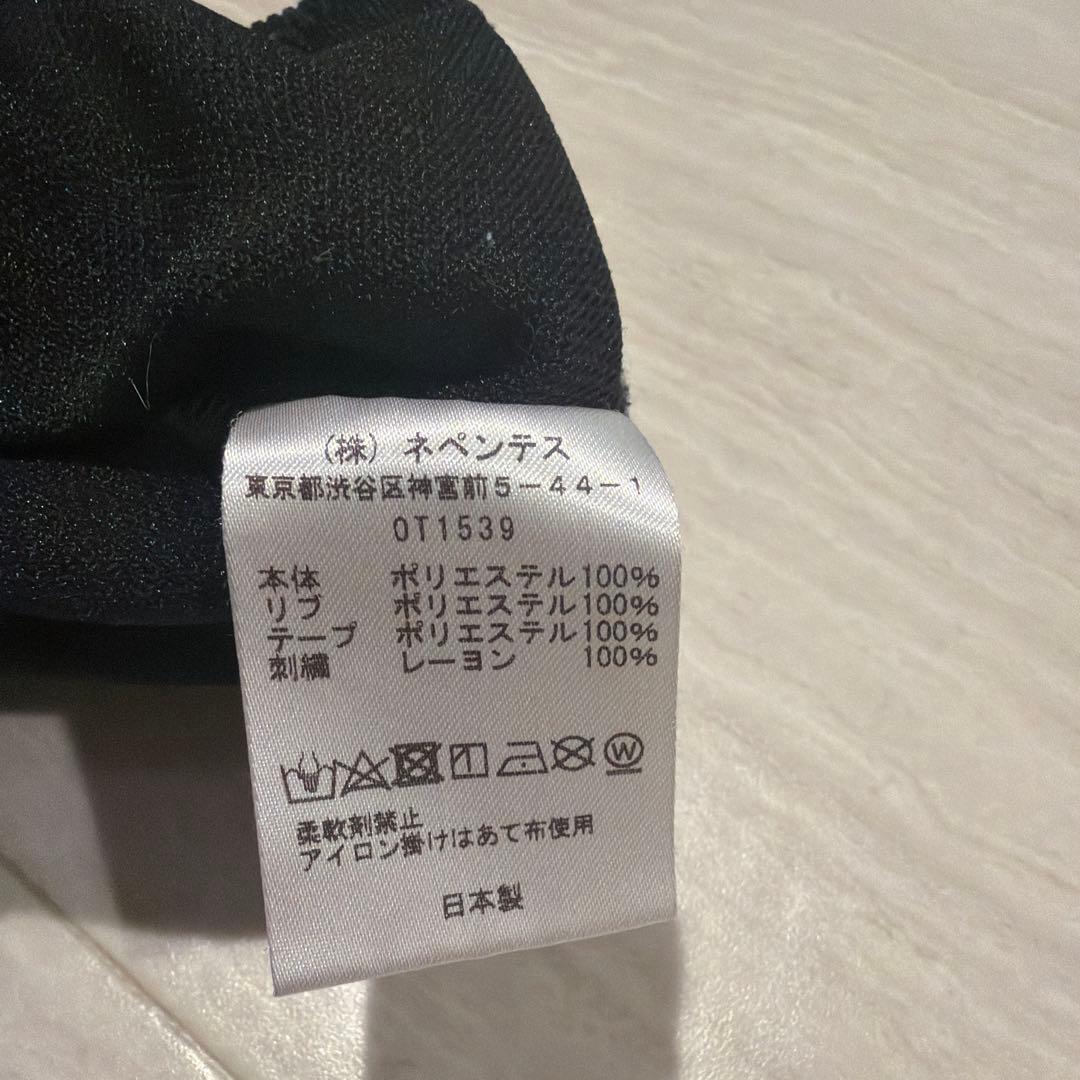 (株) ネペンテス
東京都渋谷区神宮前5-44-1
OT1539
本体 ポリエステル100%
リブ ポリエステル100%
テープ ポリエステル100%
刺繍 レーヨン 100%
W
柔軟剤禁止
アイロン掛けはあて布使用
日本製